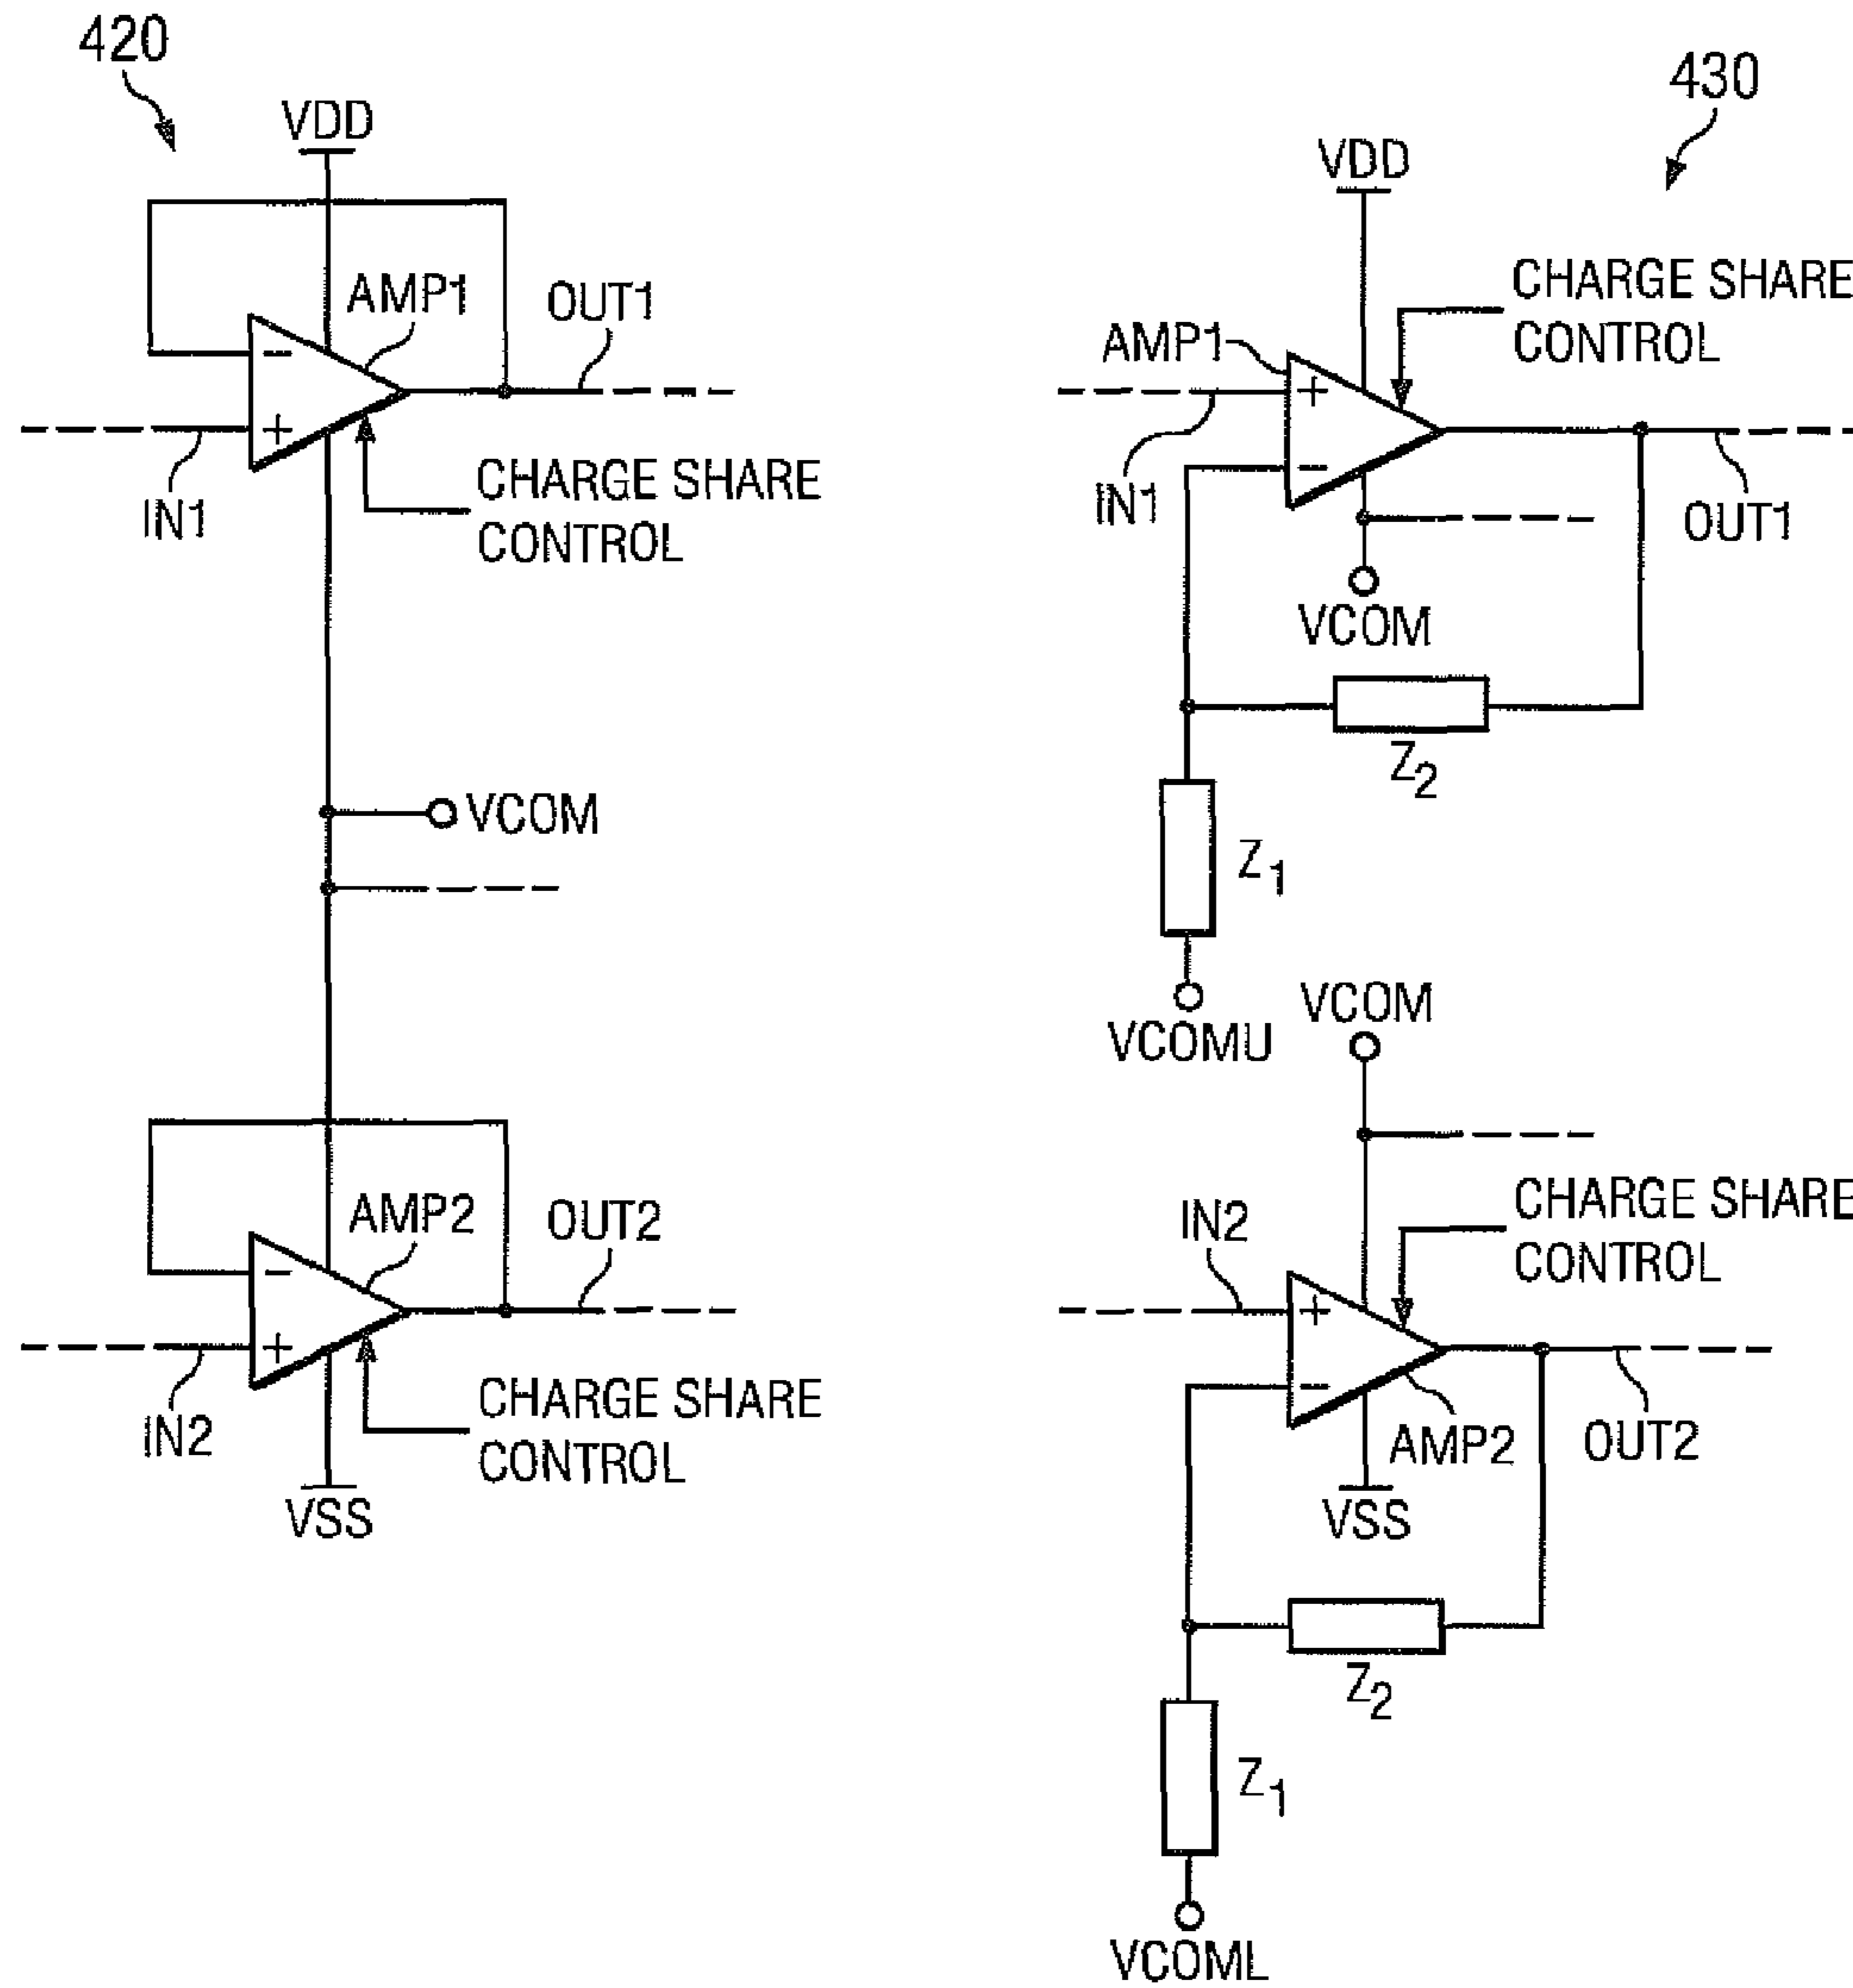 420
VDD
AMP1
OUT1
IN1
CHARGE SHARE
CONTROL
VCOM
AMP2
OUT2
IN2
CHARGE SHARE
CONTROL
VSS
430
VDD
CHARGE SHARE
CONTROL
AMP1
IN1
OUT1
VCOM
Z2
Z1
VCOMU
VCOM
IN2
CHARGE SHARE
CONTROL
AMP2
OUT2
VSS
Z2
Z1
VCOML
+
-
+
-
+
-
+
-